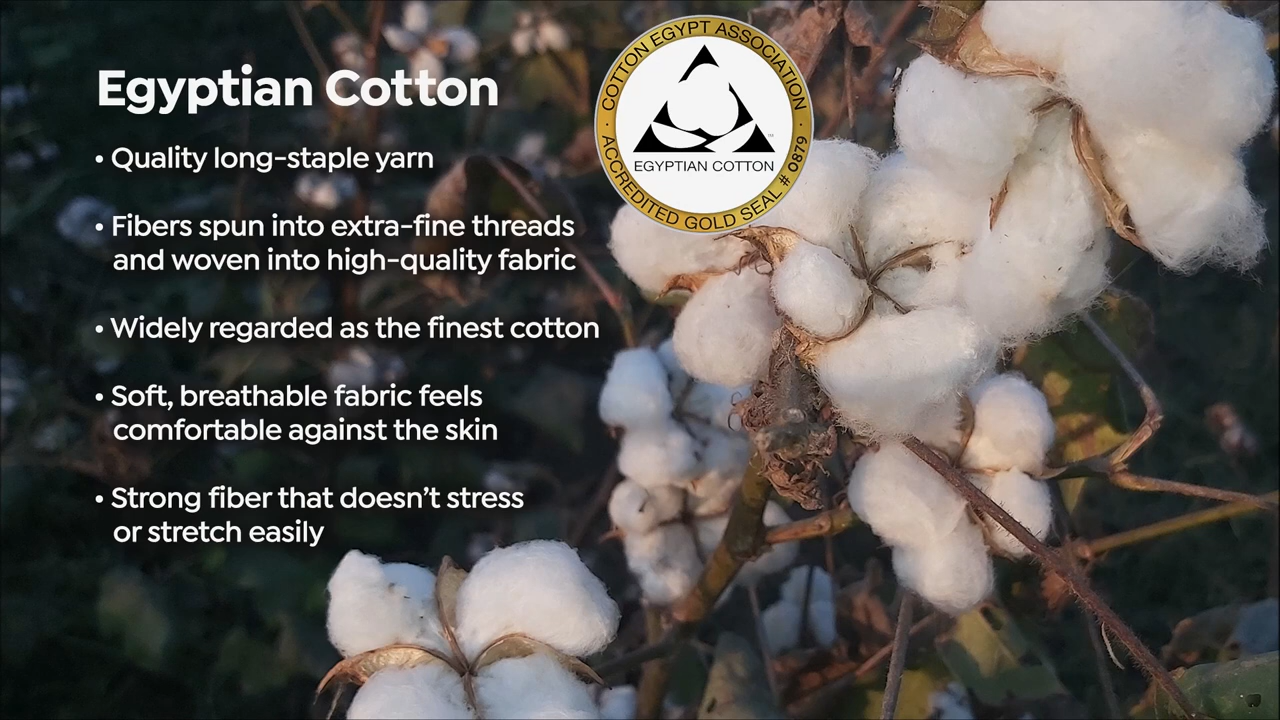 Egyptian Cotton
• Quality long-staple yarn
• Fibers spun into extra-fine threads
and woven into high-quality fabric
• Widely regarded as the finest cotton
• Soft, breathable fabric feels
comfortable against the skin
• Strong fiber that doesn’t stress
or stretch easily
· COTTON EGYPT ASSOCIATION ·
EGYPTIAN COTTON™
ACCREDITED GOLD SEAL # 0879